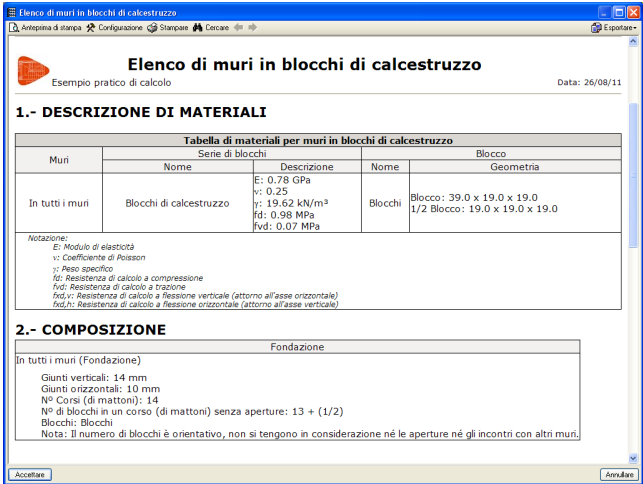 Elenco di muri in blocchi di calcestruzzo
Anteprima di stampa Configurazione Stampare Cercare Esportare
Elenco di muri in blocchi di calcestruzzo
Esempio pratico di calcolo Data: 26/08/11
1.- DESCRIZIONE DI MATERIALI
Tabella di materiali per muri in blocchi di calcestruzzo
Muri Serie di blocchi Blocco
Nome Descrizione Nome Geometria
In tutti i muri Blocchi di calcestruzzo E: 0.78 GPa Blocchi Blocco: 39.0 x 19.0 x 19.0
ν: 0.25 1/2 Blocco: 19.0 x 19.0 x 19.0
γ: 19.62 kN/m³
fd: 0.98 MPa
fvd: 0.07 MPa
Notazione:
E: Modulo di elasticità
ν: Coefficiente di Poisson
γ: Peso specifico
fd: Resistenza di calcolo a compressione
fvd: Resistenza di calcolo a trazione
fxd,v: Resistenza di calcolo a flessione verticale (attorno all'asse orizzontale)
fxd,h: Resistenza di calcolo a flessione orizzontale (attorno all'asse verticale)
2.- COMPOSIZIONE
Fondazione
In tutti i muri (Fondazione)
Giunti verticali: 14 mm
Giunti orizzontali: 10 mm
Nº Corsi (di mattoni): 14
Nº di blocchi in un corso (di mattoni) senza aperture: 13 + (1/2)
Blocchi: Blocchi
Nota: Il numero di blocchi è orientativo, non si tengono in considerazione né le aperture né gli incontri con altri muri.
Accettare Annullare